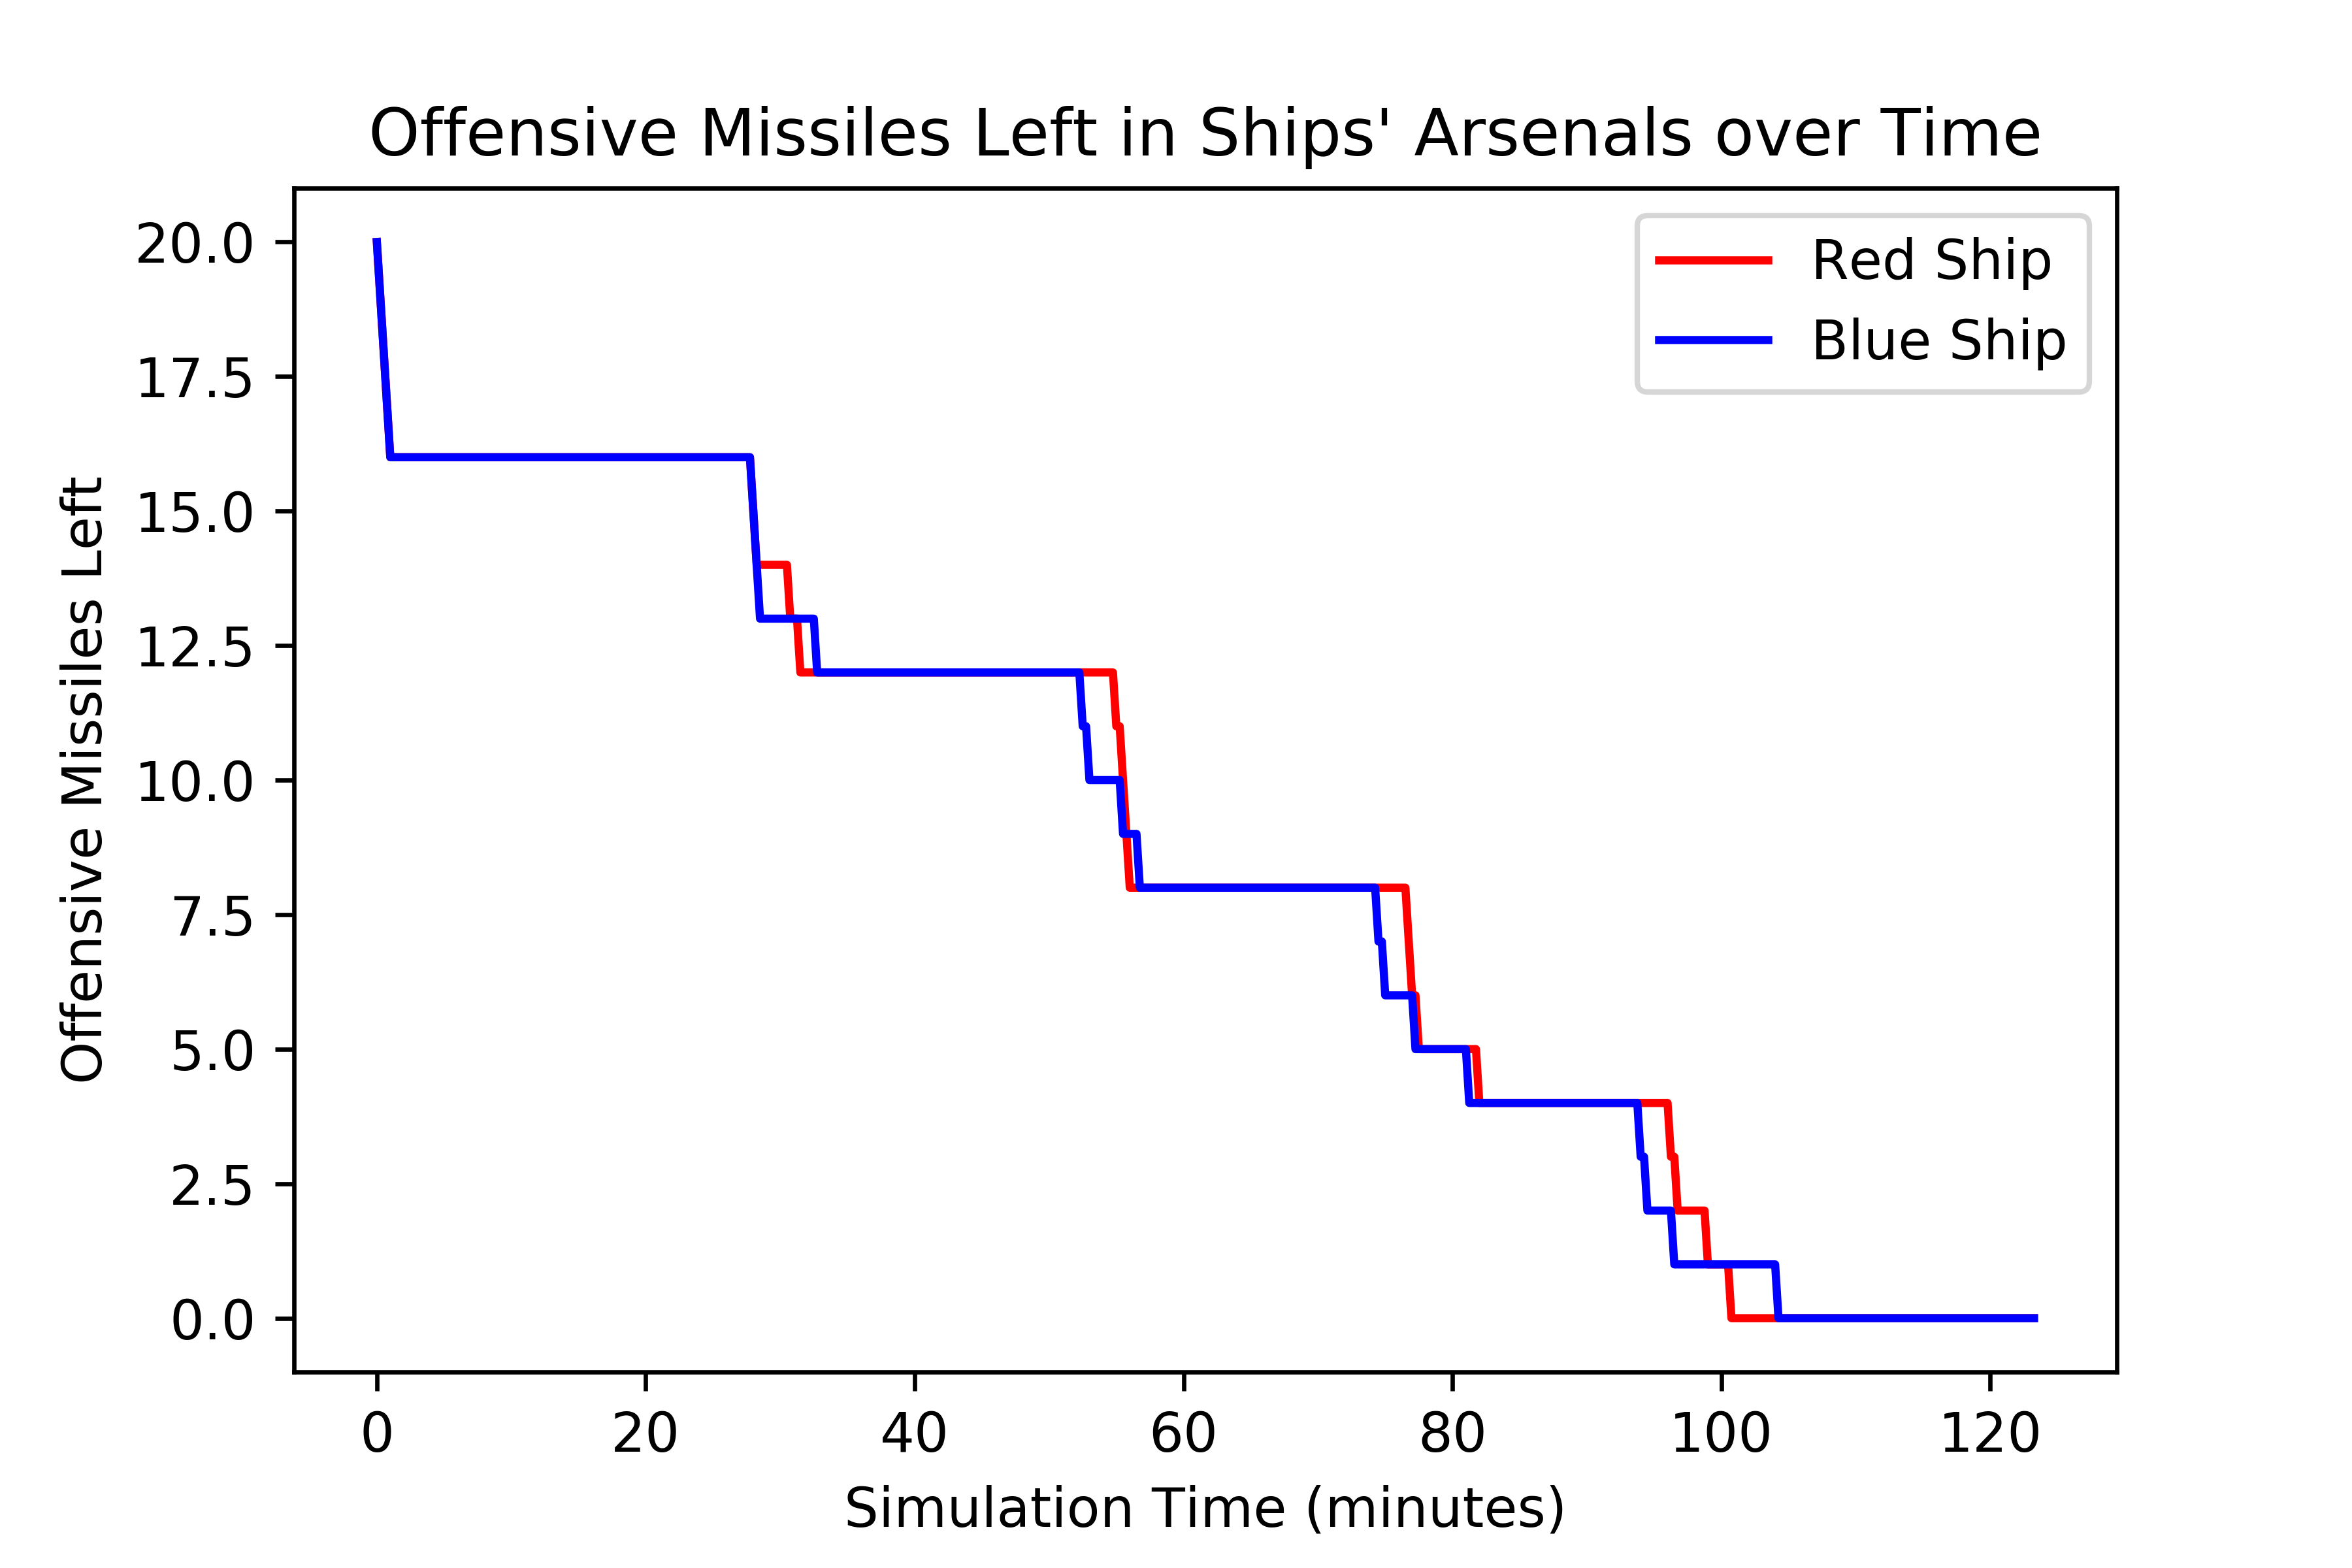 Offensive Missiles Left in Ships' Arsenals over Time
Red Ship
Blue Ship
Offensive Missiles Left
20.0
17.5
15.0
12.5
10.0
7.5
5.0
2.5
0.0
0 20 40 60 80 100 120
Simulation Time (minutes)